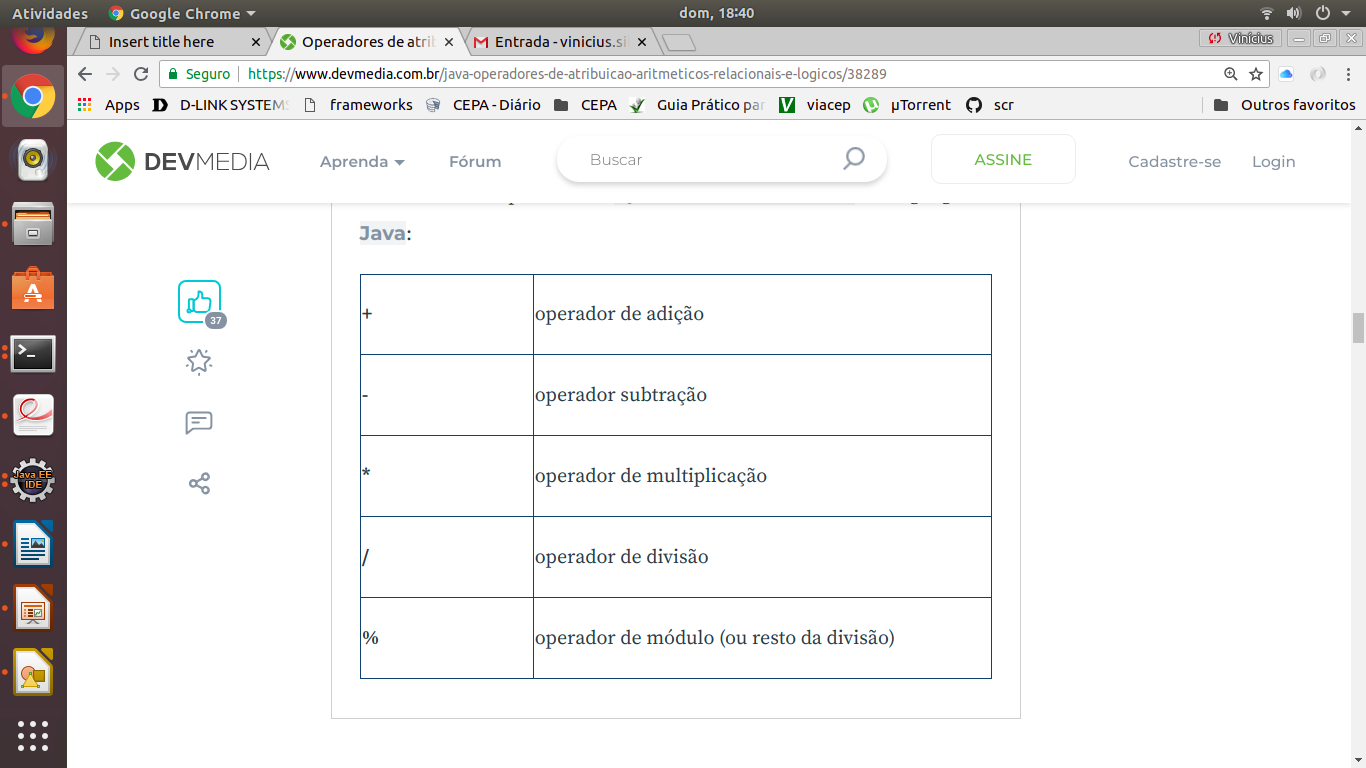 Atividades Google Chrome dom, 18:40
Insert title here Operadores de atrib Entrada - vinicius.si Vinícius
Seguro https://www.devmedia.com.br/java-operadores-de-atribuicao-aritmeticos-relacionais-e-logicos/38289
Apps D-LINK SYSTEMS frameworks CEPA - Diário CEPA Guia Prático par viacep µTorrent scr Outros favoritos
DEVMEDIA Aprenda Fórum Buscar ASSINE Cadastre-se Login
Java:
+ operador de adição
37
- operador subtração
* operador de multiplicação
Java EE
IDE
/ operador de divisão
% operador de módulo (ou resto da divisão)